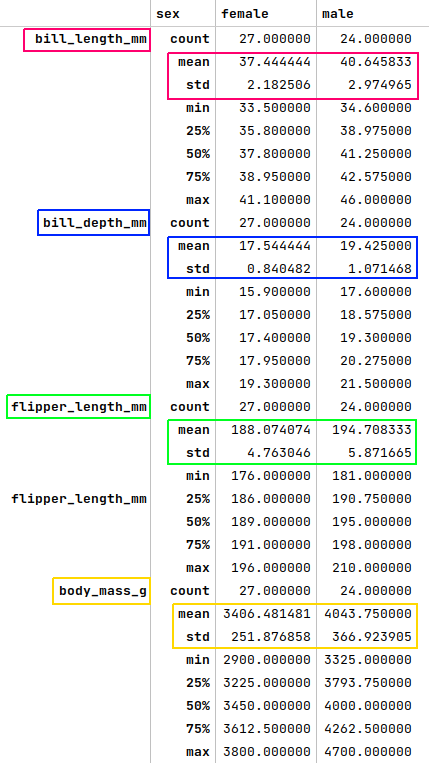 sex female male
bill_length_mm count 27.000000 24.000000
mean 37.444444 40.645833
std 2.182506 2.974965
min 33.500000 34.600000
25% 35.800000 38.975000
50% 37.800000 41.250000
75% 38.950000 42.575000
max 41.100000 46.000000
bill_depth_mm count 27.000000 24.000000
mean 17.544444 19.425000
std 0.840482 1.071468
min 15.900000 17.600000
25% 17.050000 18.575000
50% 17.400000 19.300000
75% 17.950000 20.275000
max 19.300000 21.500000
flipper_length_mm count 27.000000 24.000000
mean 188.074074 194.708333
std 4.763046 5.871665
min 176.000000 181.000000
flipper_length_mm 25% 186.000000 190.750000
50% 189.000000 195.000000
75% 191.000000 198.000000
max 196.000000 210.000000
body_mass_g count 27.000000 24.000000
mean 3406.481481 4043.750000
std 251.876858 366.923905
min 2900.000000 3325.000000
25% 3225.000000 3793.750000
50% 3450.000000 4000.000000
75% 3612.500000 4262.500000
max 3800.000000 4700.000000